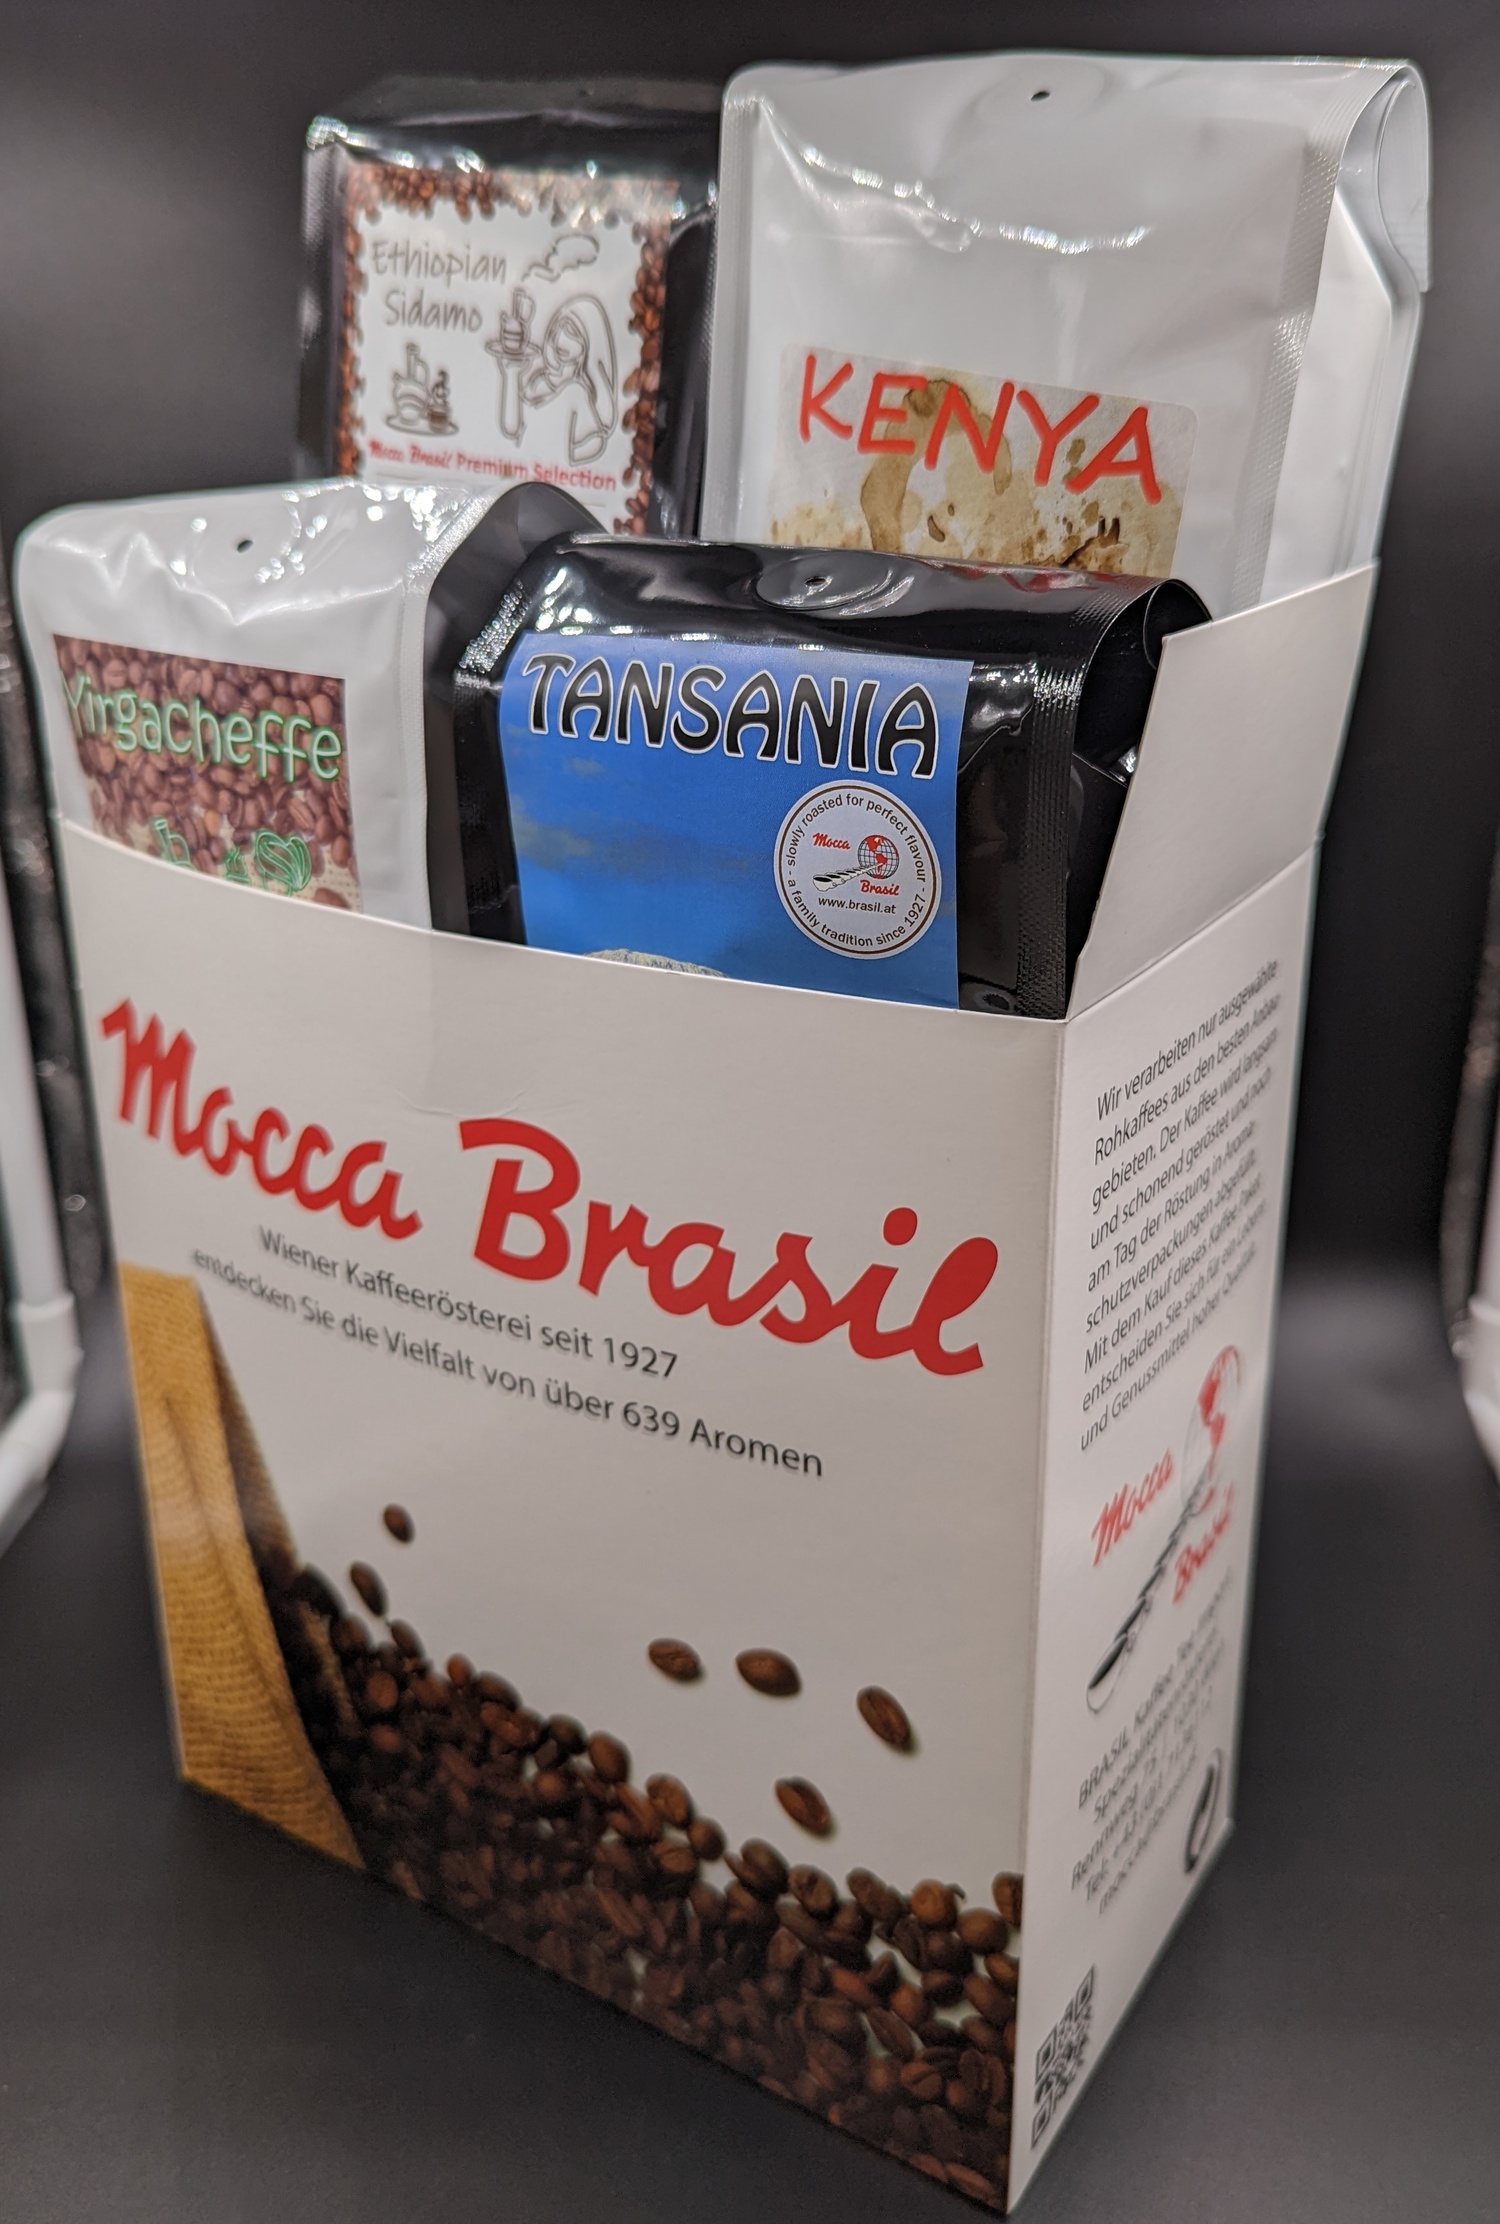 Ethiopian
Sidamo
Mocca Brasil Premium Selection
KENYA
Yirgacheffe
TANSANIA
- slowly roasted for perfect flavour -
Mocca
Brasil
www.brasil.at
a family tradition since 1927
Mocca Brasil
Wiener Kaffeerösterei seit 1927
entdecken Sie die Vielfalt von über 639 Aromen
Wir verarbeiten nur ausgewählte
Rohkaffees aus den besten Anbau-
gebieten. Der Kaffee wird langsam
und schonend geröstet und noch
am Tag der Röstung in Aroma-
schutzverpackungen abgefüllt.
Mit dem Kauf dieses Kaffee Paket
entscheiden Sie sich für ein Lebens-
und Genussmittel hoher Qualität.
Mocca
Brasil
BRASIL Kaffee
Rennweg